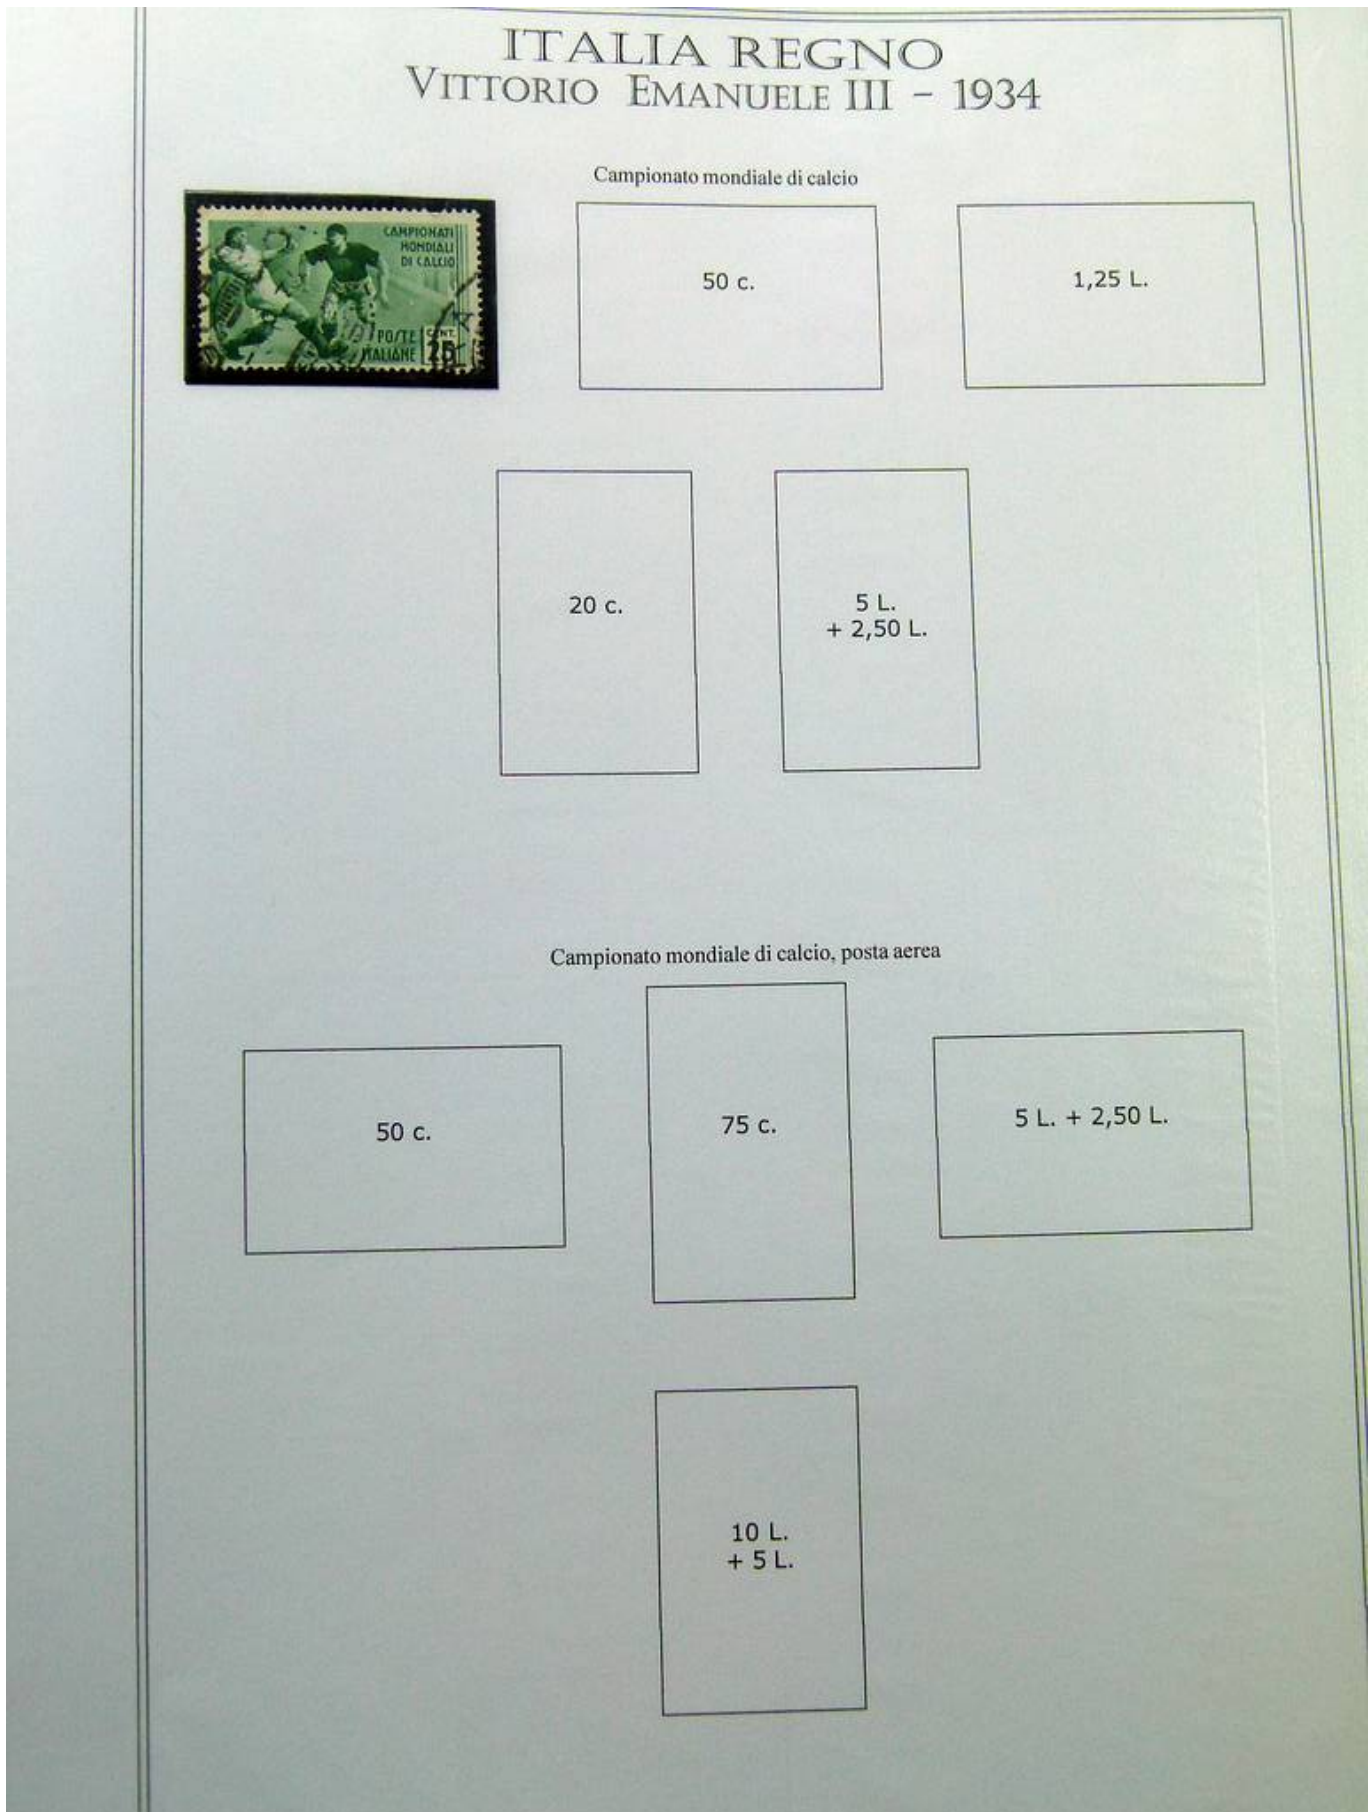 ITALIA REGNO
VITTORIO EMANUELE III - 1934
Campionato mondiale di calcio
CAMPIONATI
MONDIALI
DI CALCIO
POSTE
ITALIANE
CENT.
25
50 c.
1,25 L.
20 c.
5 L.
+ 2,50 L.
Campionato mondiale di calcio, posta aerea
50 c.
75 c.
5 L. + 2,50 L.
10 L.
+ 5 L.